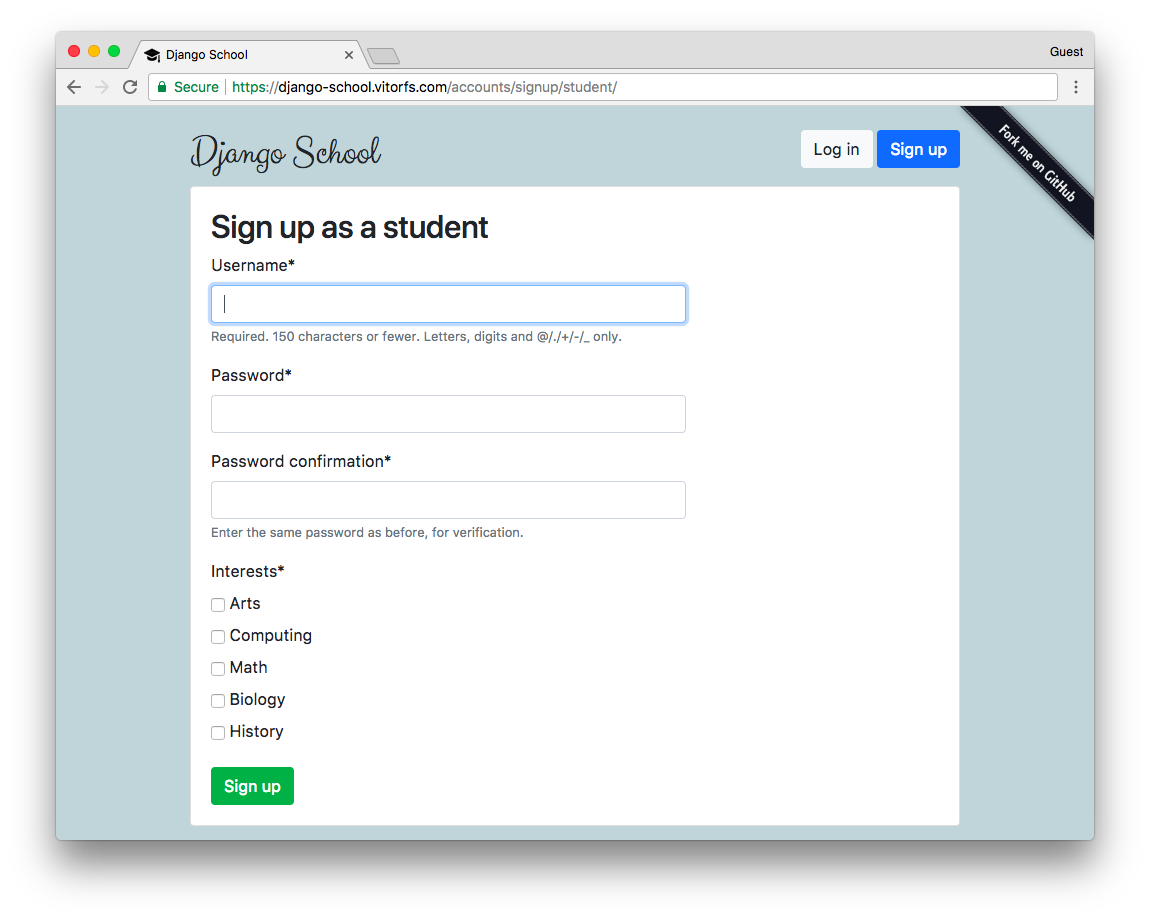 Django School
Guest
Secure https://django-school.vitorfs.com/accounts/signup/student/
Django School
Log in
Sign up
Fork me on GitHub
Sign up as a student
Username*
Required. 150 characters or fewer. Letters, digits and @/./+/-/_ only.
Password*
Password confirmation*
Enter the same password as before, for verification.
Interests*
Arts
Computing
Math
Biology
History
Sign up